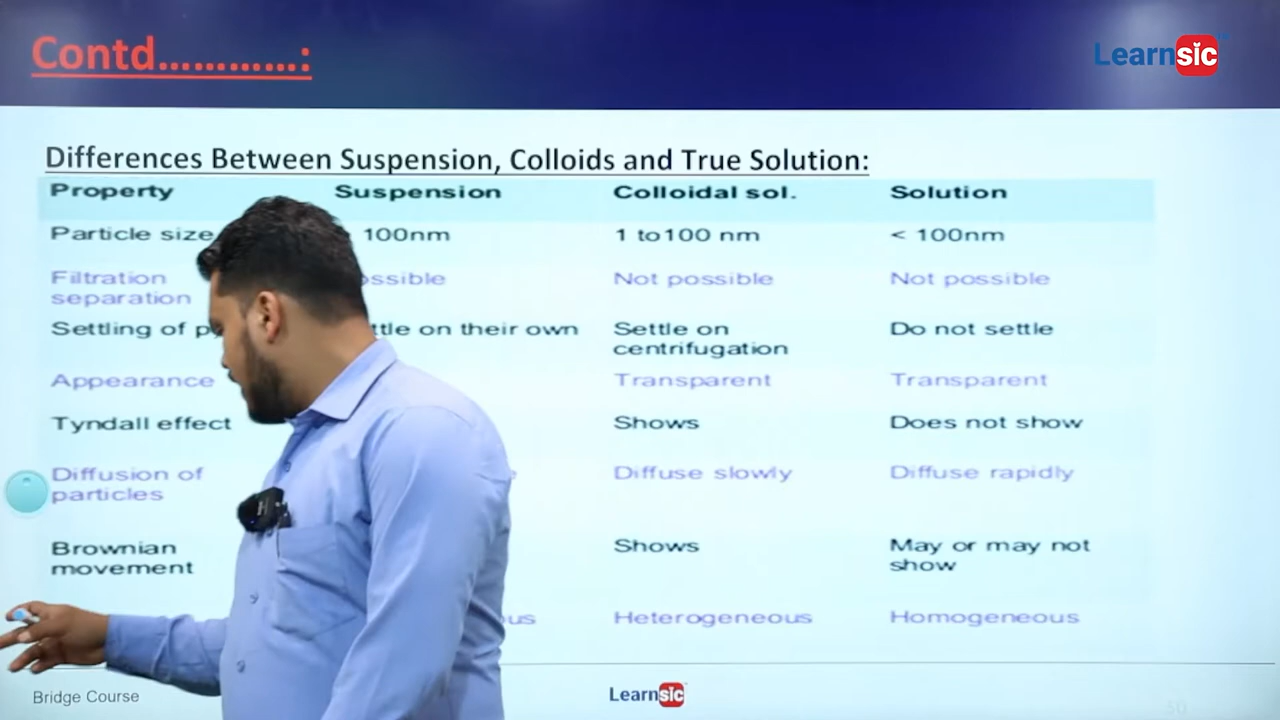 Contd............:
Learnsic
Differences Between Suspension, Colloids and True Solution:
Property Suspension Colloidal sol. Solution
Particle size 100nm 1 to100 nm < 100nm
Filtration separation Not possible Not possible
Settling of on their own Settle on centrifugation Do not settle
Appearance Transparent Transparent
Tyndall effect Shows Does not show
Diffusion of particles Diffuse slowly Diffuse rapidly
Brownian movement Shows May or may not show
Heterogeneous Homogeneous
Bridge Course Learnsic